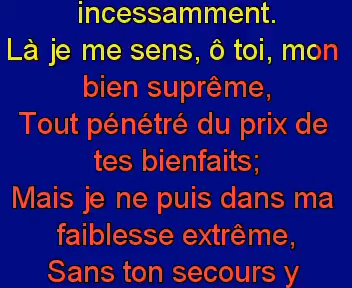 incessamment.
Là je me sens, ô toi, mon
bien suprême,
Tout pénétré du prix de
tes bienfaits;
Mais je ne puis dans ma
faiblesse extrême,
Sans ton secours y